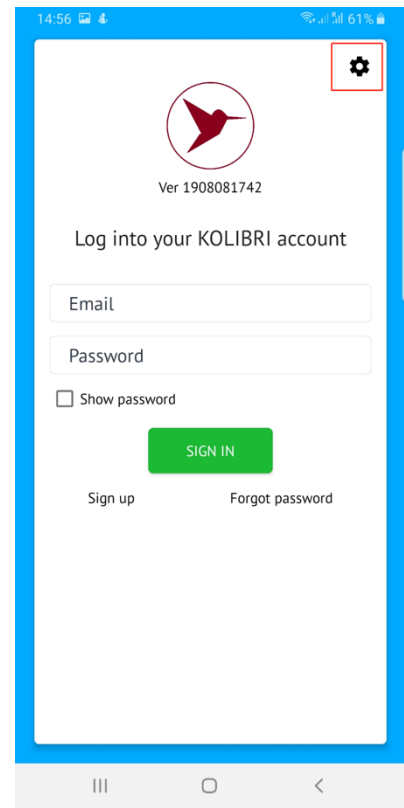 14:56 61%
Ver 1908081742
Log into your KOLIBRI account
Email
Password
Show password
SIGN IN
Sign up Forgot password